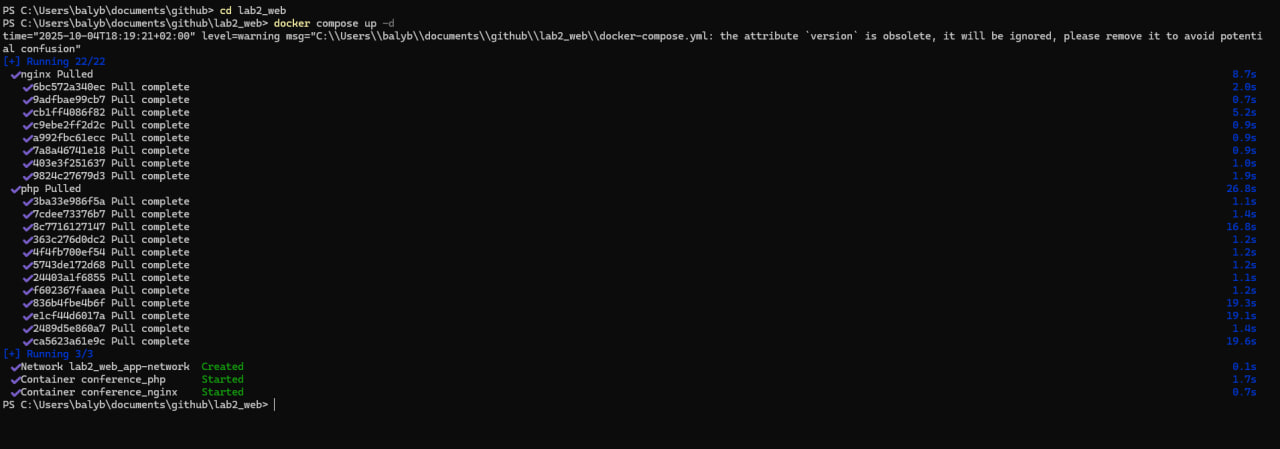 PS C:\Users\balyb\documents\github> cd lab2_web
PS C:\Users\balyb\documents\github\lab2_web> docker compose up -d
time="2025-10-04T18:19:21+02:00" level=warning msg="C:\\Users\\balyb\\documents\\github\\lab2_web\\docker-compose.yml: the attribute `version` is obsolete, it will be ignored, please remove it to avoid potenti
al confusion"
[+] Running 22/22
✔nginx Pulled 8.7s
✔6bc572a340ec Pull complete 2.0s
✔9adfbae99cb7 Pull complete 0.7s
✔cb1ff4086f82 Pull complete 5.2s
✔c9ebe2ff2d2c Pull complete 0.9s
✔a992fbc61ecc Pull complete 0.9s
✔7a8a46741e18 Pull complete 0.9s
✔403e3f251637 Pull complete 1.0s
✔9824c27679d3 Pull complete 1.9s
✔php Pulled 26.8s
✔3ba33e986f5a Pull complete 1.1s
✔7cdee73376b7 Pull complete 1.4s
✔8c7716127147 Pull complete 16.8s
✔363c276d0dc2 Pull complete 1.2s
✔4f4fb700ef54 Pull complete 1.2s
✔5743de172d68 Pull complete 1.2s
✔24403a1f6855 Pull complete 1.1s
✔f602367faaea Pull complete 1.2s
✔836b4fbe4b6f Pull complete 19.3s
✔e1cf44d6017a Pull complete 19.1s
✔2489d5e860a7 Pull complete 1.4s
✔ca5623a61e9c Pull complete 19.6s
[+] Running 3/3
✔Network lab2_web_app-network Created 0.1s
✔Container conference_php Started 1.7s
✔Container conference_nginx Started 0.7s
PS C:\Users\balyb\documents\github\lab2_web>